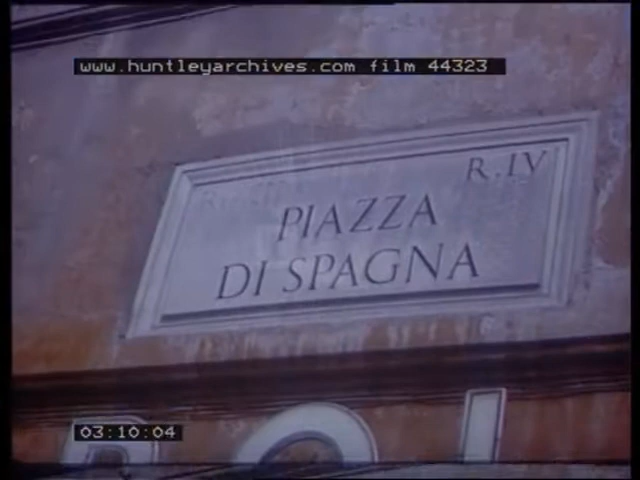 www.huntleyarchives.com film 44323
R.IV
PIAZZA
DI SPAGNA
03:10:04